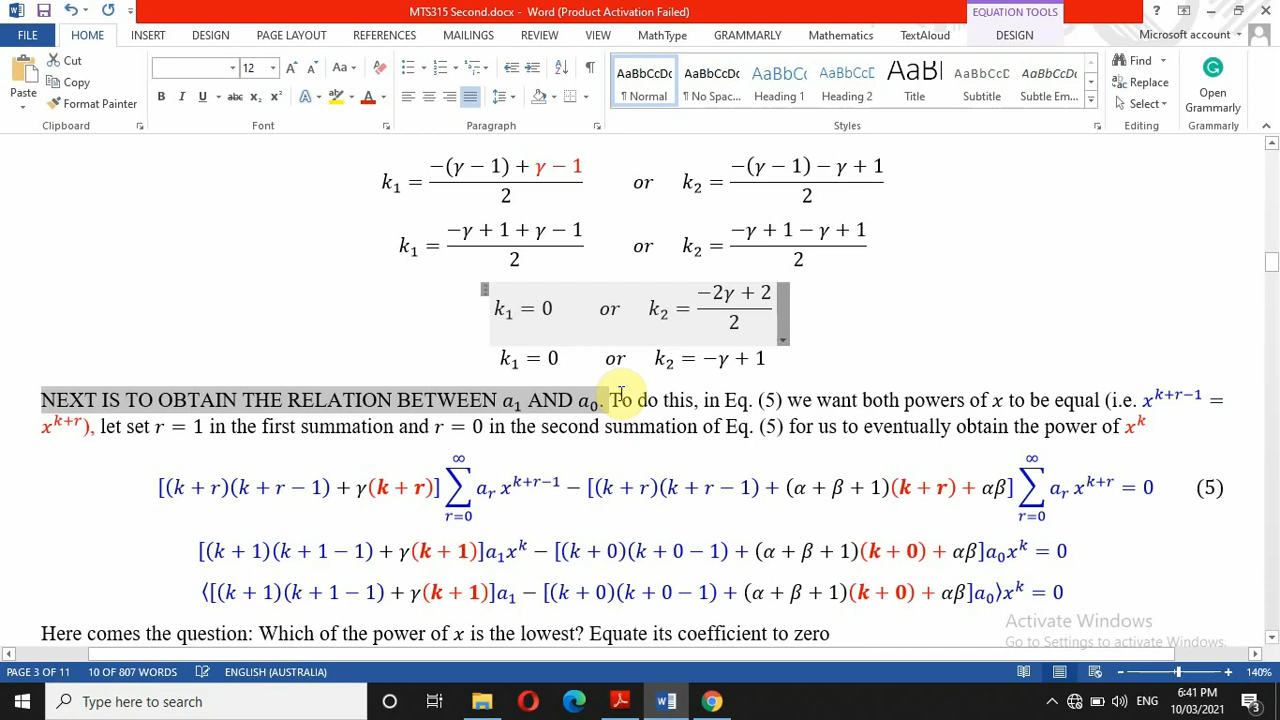 MTS315 Second.docx - Word (Product Activation Failed)
EQUATION TOOLS
FILE HOME INSERT DESIGN PAGE LAYOUT REFERENCES MAILINGS REVIEW VIEW MathType GRAMMARLY Mathematics TextAloud DESIGN Microsoft account
Paste
Cut
Copy
Format Painter
12
AaBbCcDc AaBbCcDc AaBbCc AaBbCcE AaBl AaBbCcD AaBbCcDc
¶ Normal ¶ No Spac... Heading 1 Heading 2 Title Subtitle Subtle Em...
Find
Replace
Select
Open Grammarly
Clipboard Font Paragraph Styles Editing Grammarly
k₁ = (−(γ − 1) + γ − 1)/2 or k₂ = (−(γ − 1) − γ + 1)/2
k₁ = (−γ + 1 + γ − 1)/2 or k₂ = (−γ + 1 − γ + 1)/2
k₁ = 0 or k₂ = (−2γ + 2)/2
k₁ = 0 or k₂ = −γ + 1
NEXT IS TO OBTAIN THE RELATION BETWEEN a₁ AND a₀. To do this, in Eq. (5) we want both powers of x to be equal (i.e. x^{k+r−1} =
x^{k+r}), let set r = 1 in the first summation and r = 0 in the second summation of Eq. (5) for us to eventually obtain the power of x^k
[(k + r)(k + r − 1) + γ(k + r)] ∑_{r=0}^{∞} a_r x^{k+r−1} − [(k + r)(k + r − 1) + (α + β + 1)(k + r) + αβ] ∑_{r=0}^{∞} a_r x^{k+r} = 0 (5)
[(k + 1)(k + 1 − 1) + γ(k + 1)]a₁x^k − [(k + 0)(k + 0 − 1) + (α + β + 1)(k + 0) + αβ]a₀x^k = 0
⟨[(k + 1)(k + 1 − 1) + γ(k + 1)]a₁ − [(k + 0)(k + 0 − 1) + (α + β + 1)(k + 0) + αβ]a₀⟩x^k = 0
Here comes the question: Which of the power of x is the lowest? Equate its coefficient to zero
Activate Windows
Go to Settings to activate Windows.
PAGE 3 OF 11 10 OF 807 WORDS ENGLISH (AUSTRALIA) 140%
Type here to search
ENG
6:41 PM
10/03/2021
3